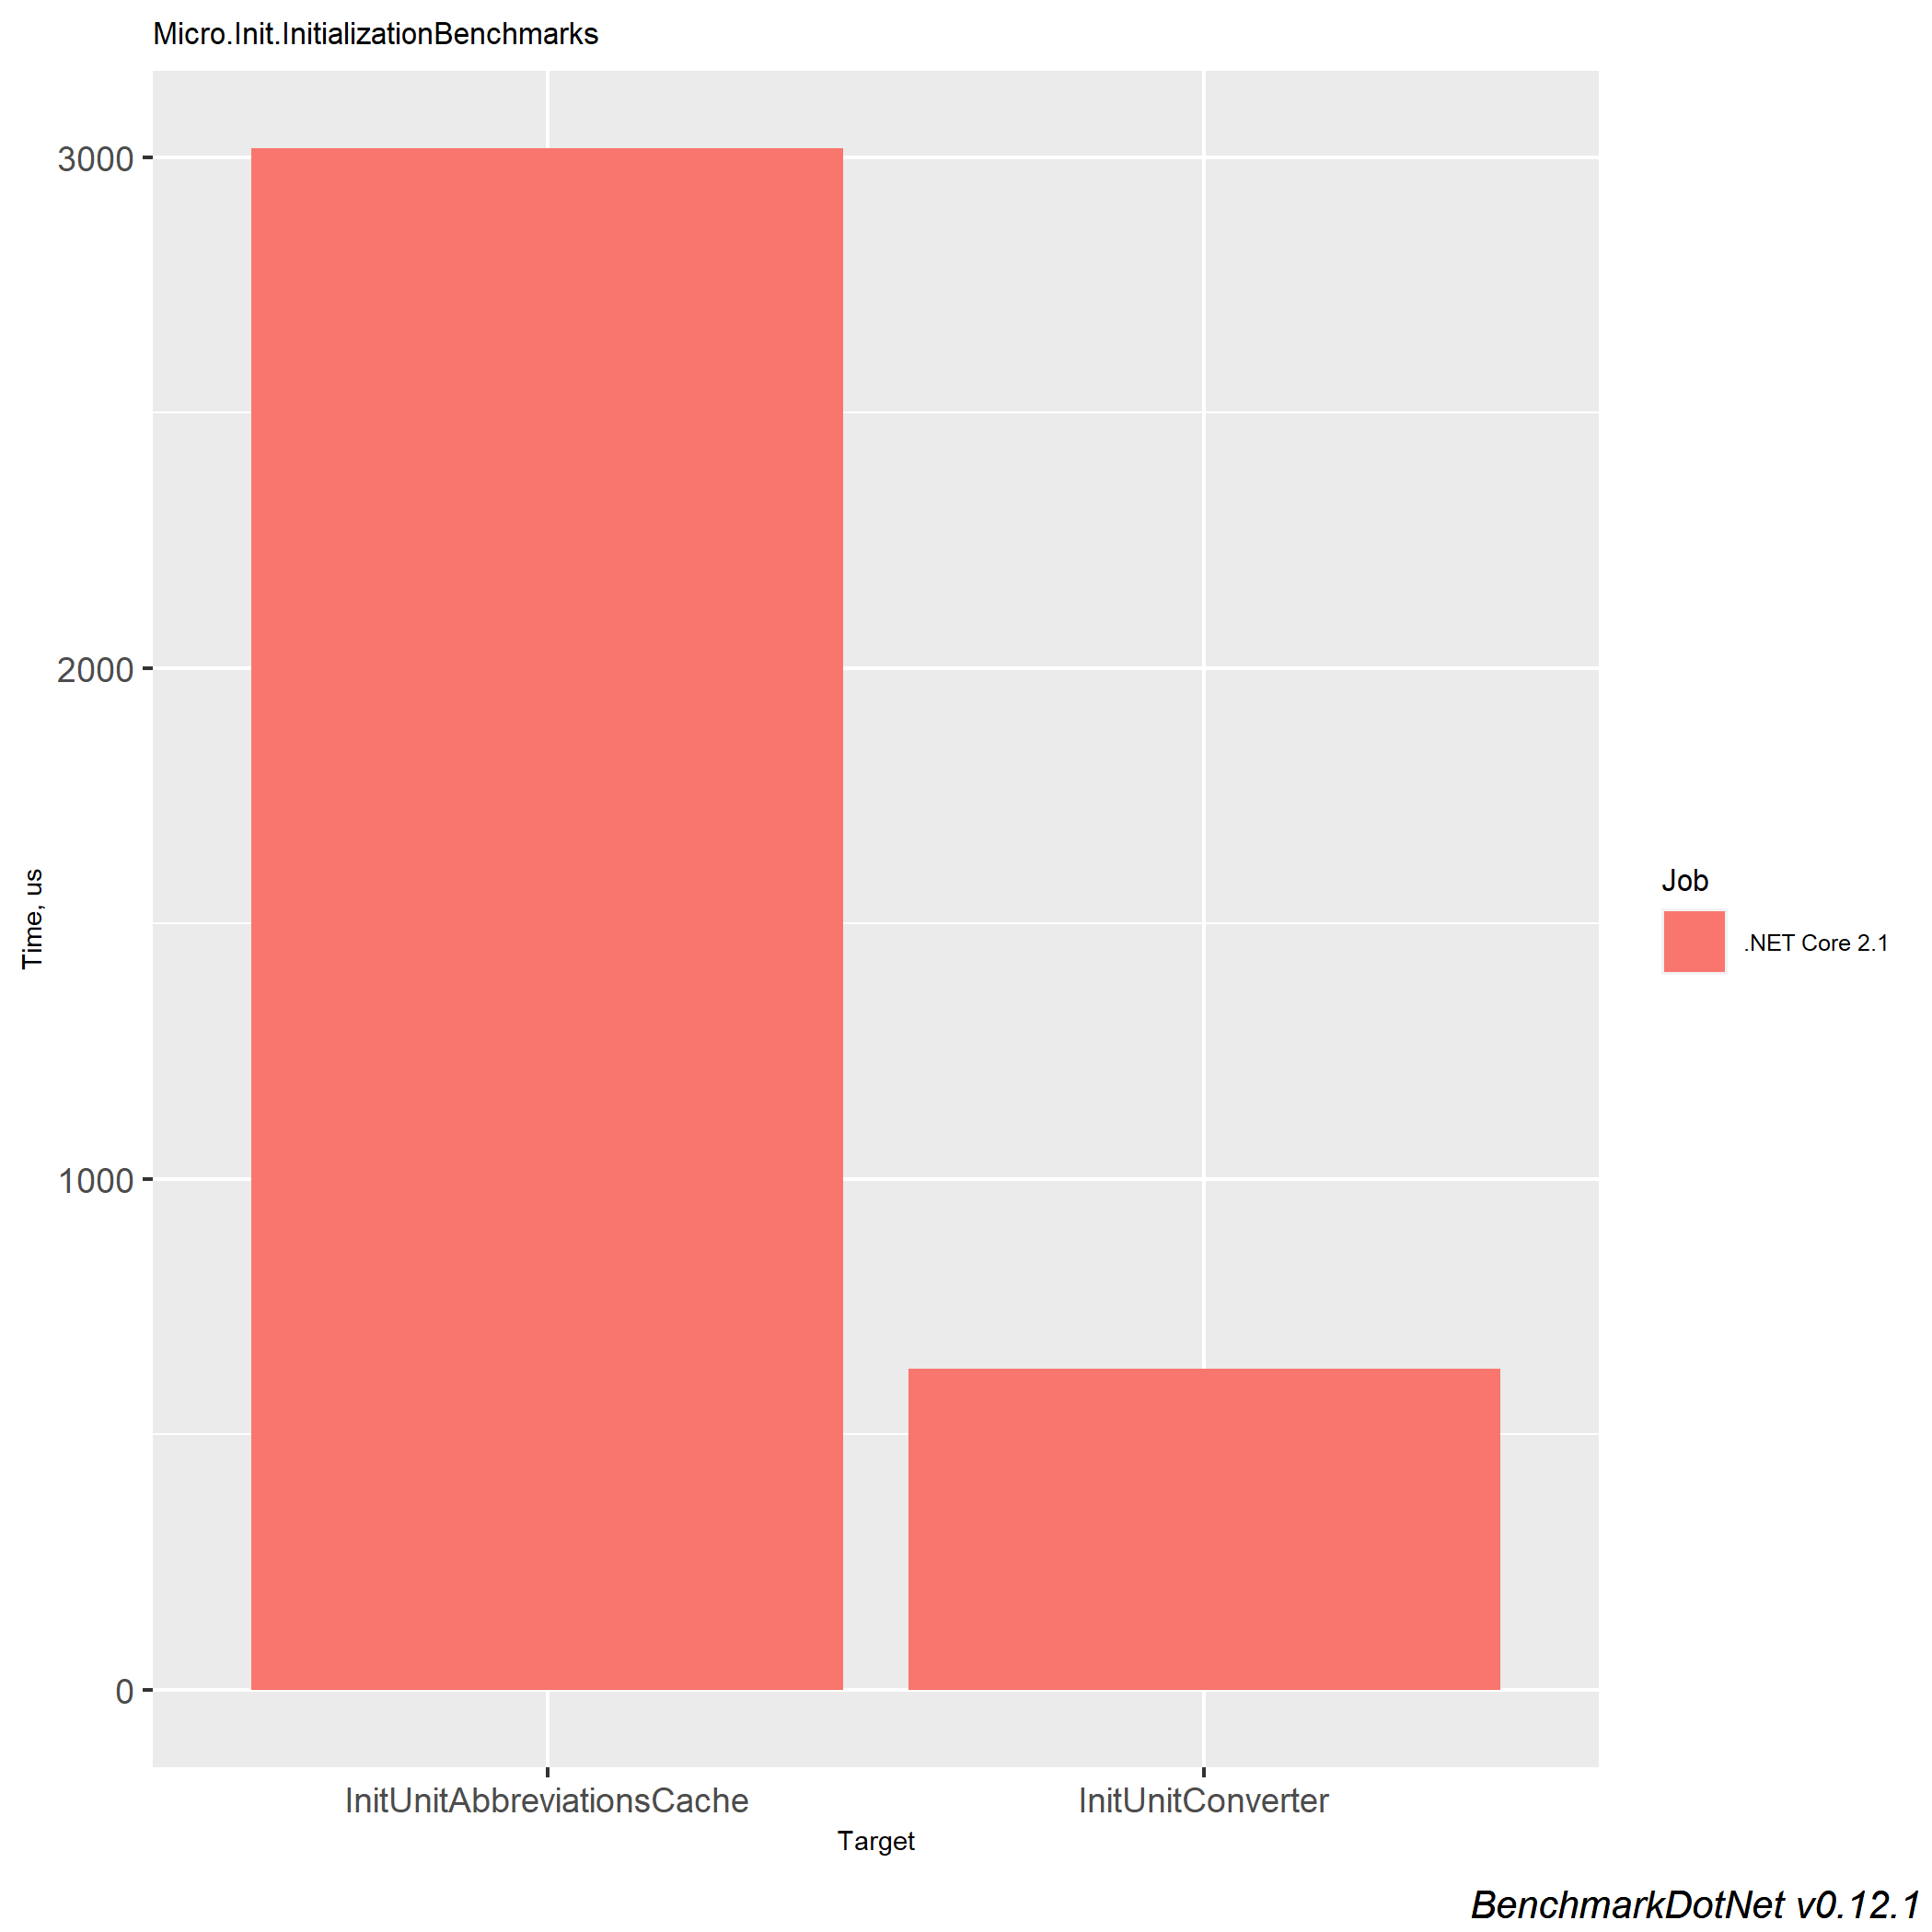 Micro.Init.InitializationBenchmarks
3000
2000
1000
0
Time, us
InitUnitAbbreviationsCache
InitUnitConverter
Target
Job
.NET Core 2.1
BenchmarkDotNet v0.12.1